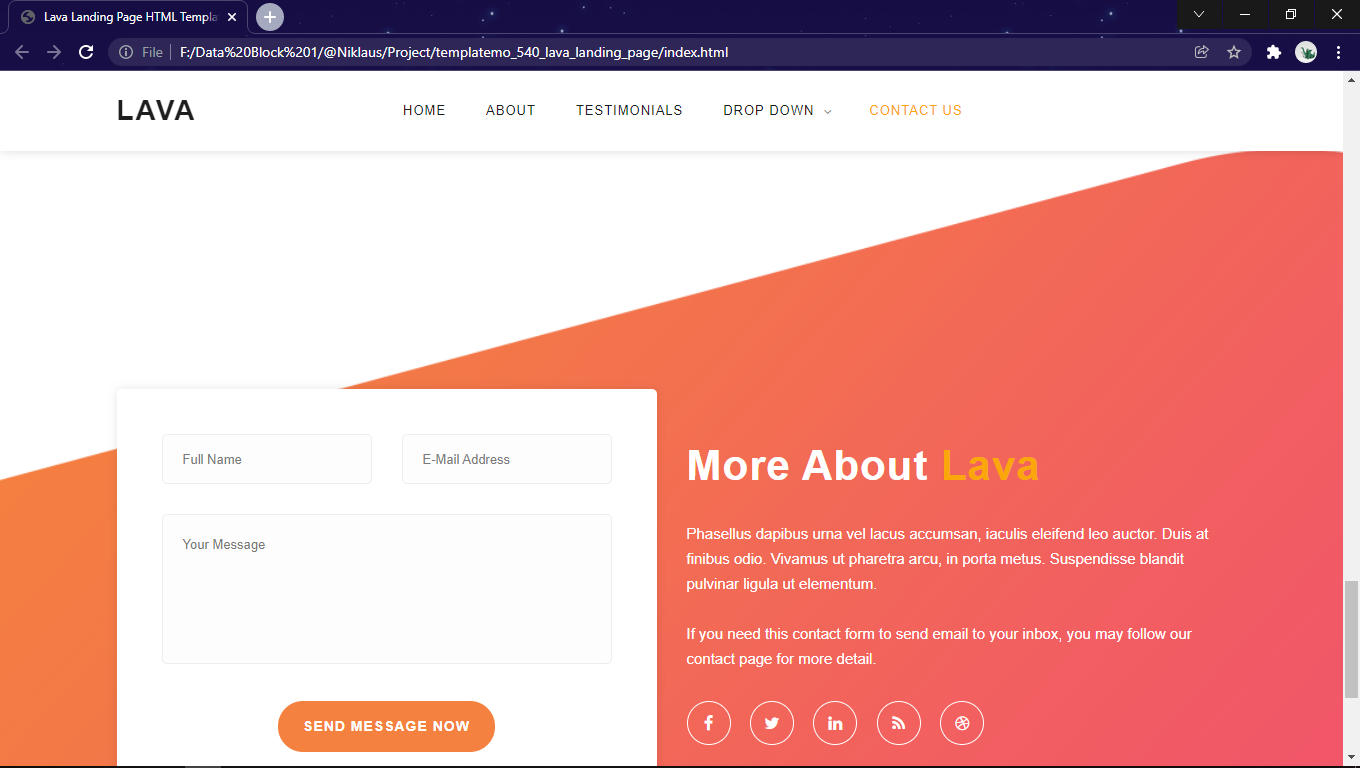 Lava Landing Page HTML Templa
File F:/Data%20Block%201/@Niklaus/Project/templatemo_540_lava_landing_page/index.html
LAVA HOME ABOUT TESTIMONIALS DROP DOWN CONTACT US
Full Name E-Mail Address
Your Message
SEND MESSAGE NOW
More About Lava
Phasellus dapibus urna vel lacus accumsan, iaculis eleifend leo auctor. Duis at
finibus odio. Vivamus ut pharetra arcu, in porta metus. Suspendisse blandit
pulvinar ligula ut elementum.
If you need this contact form to send email to your inbox, you may follow our
contact page for more detail.